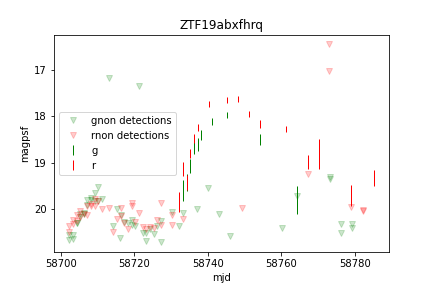 ZTF19abxfhrq
17
18
19
20
magpsf
gnon detections
rnon detections
g
r
58700
58720
58740
58760
58780
mjd